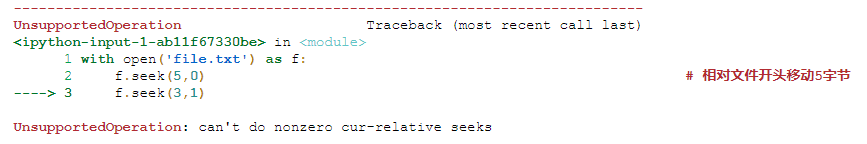 ---------------------------------------------------------------------------
UnsupportedOperation                      Traceback (most recent call last)
<ipython-input-1-ab11f67330be> in <module>
      1 with open('file.txt') as f:
      2     f.seek(5,0)                                                          # 相对文件开头移动5字节
----> 3     f.seek(3,1)
UnsupportedOperation: can't do nonzero cur-relative seeks